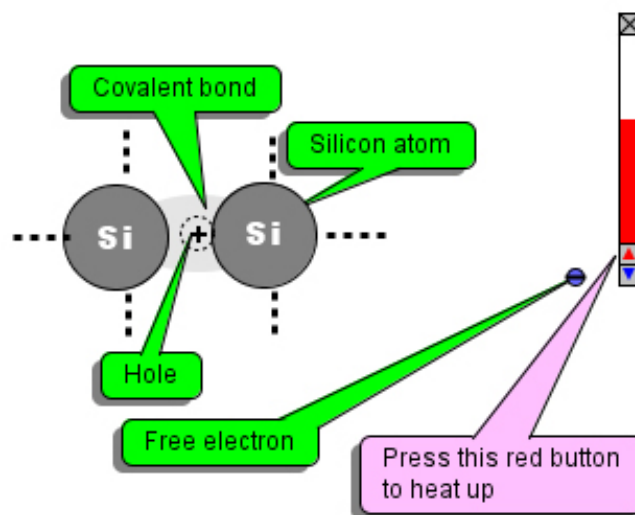 Covalent bond
Silicon atom
Si
Si
+
Hole
Free electron
Press this red button
to heat up